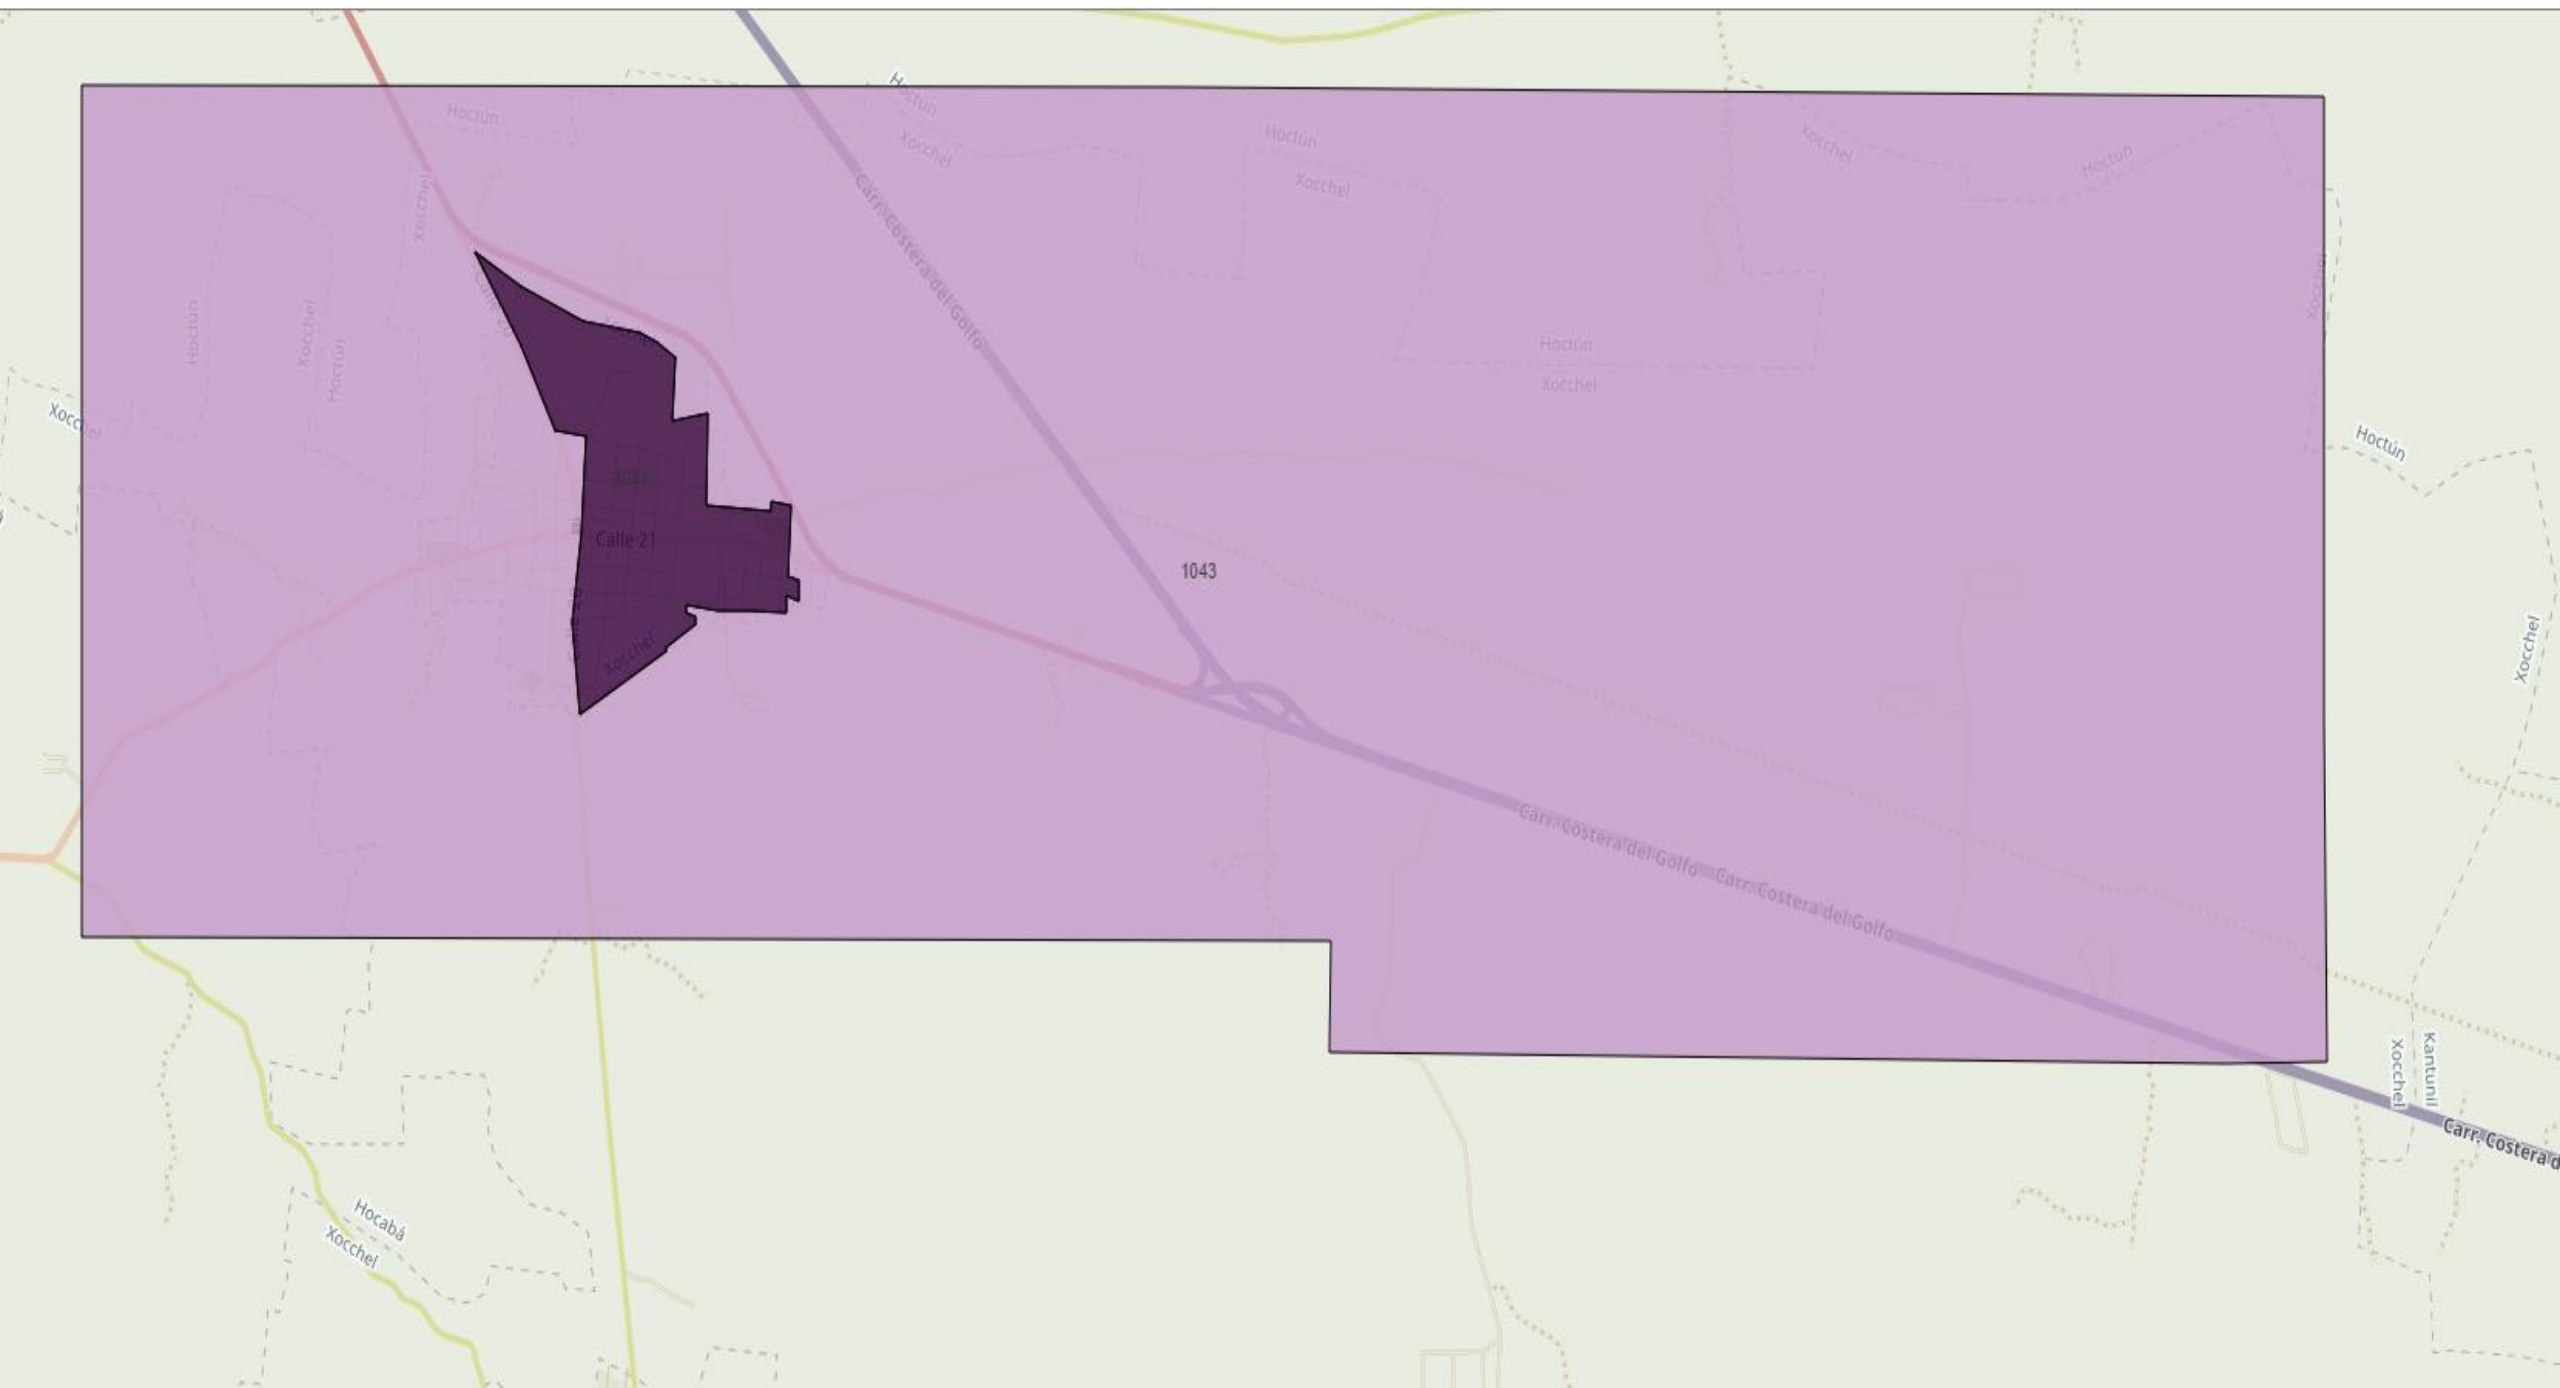 Hoctún
Hoctún
Xocchel
Hoctún
Xocchel
Xocchel
Hoctún
Xocchel
Carr. Costera del Golfo
Xocchel
Hoctún
Xocchel
Hoctún
Xocchel
Hoctún
Xocchel
Xocchel
Hoctún
Calle 21
Xocchel
1043
Xocchel
Carr. Costera del Golfo
Carr. Costera del Golfo
Xocchel
Kantunil
Carr. Costera d
Hocabá
Xocchel